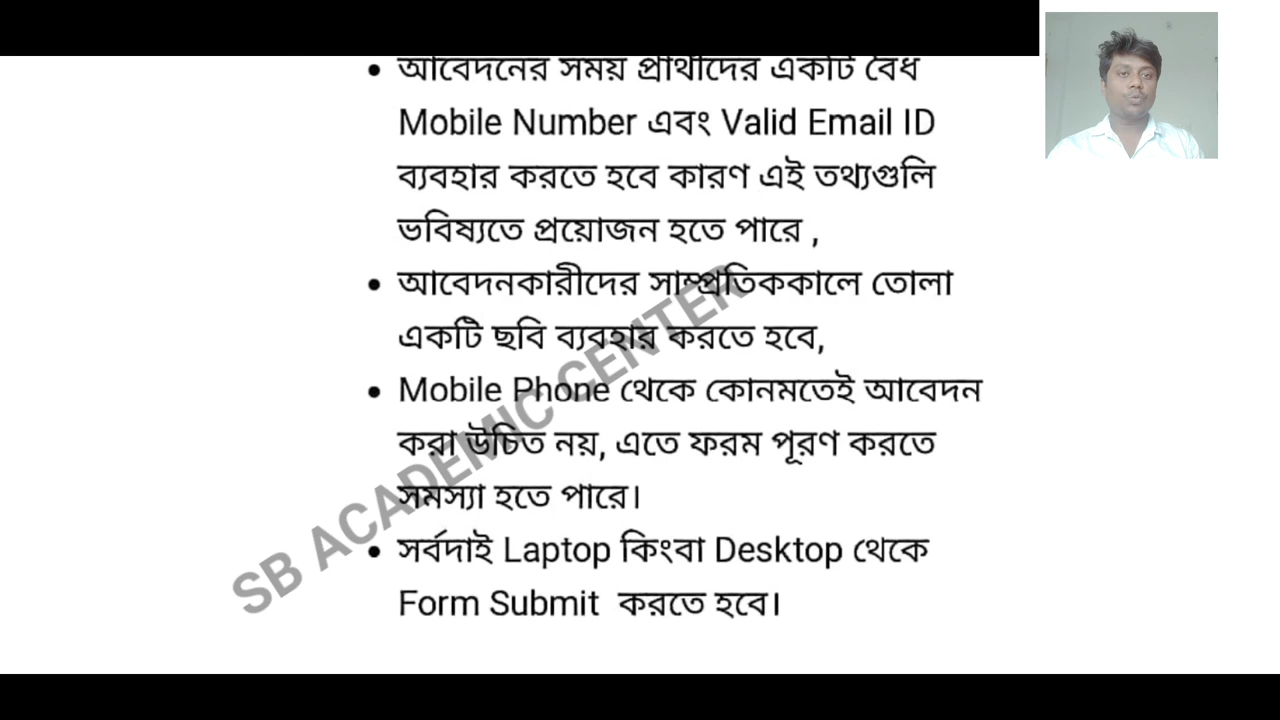 আবেদনের সময় প্রার্থীদের একটি বৈধ
Mobile Number এবং Valid Email ID
ব্যবহার করতে হবে কারণ এই তথ্যগুলি
ভবিষ্যতে প্রয়োজন হতে পারে ,
আবেদনকারীদের সাম্প্রতিককালে তোলা
একটি ছবি ব্যবহার করতে হবে,
Mobile Phone থেকে কোনমতেই আবেদন
করা উচিত নয়, এতে ফরম পূরণ করতে
সমস্যা হতে পারে।
সর্বদাই Laptop কিংবা Desktop থেকে
Form Submit করতে হবে।
SB ACADEMIC CENTER